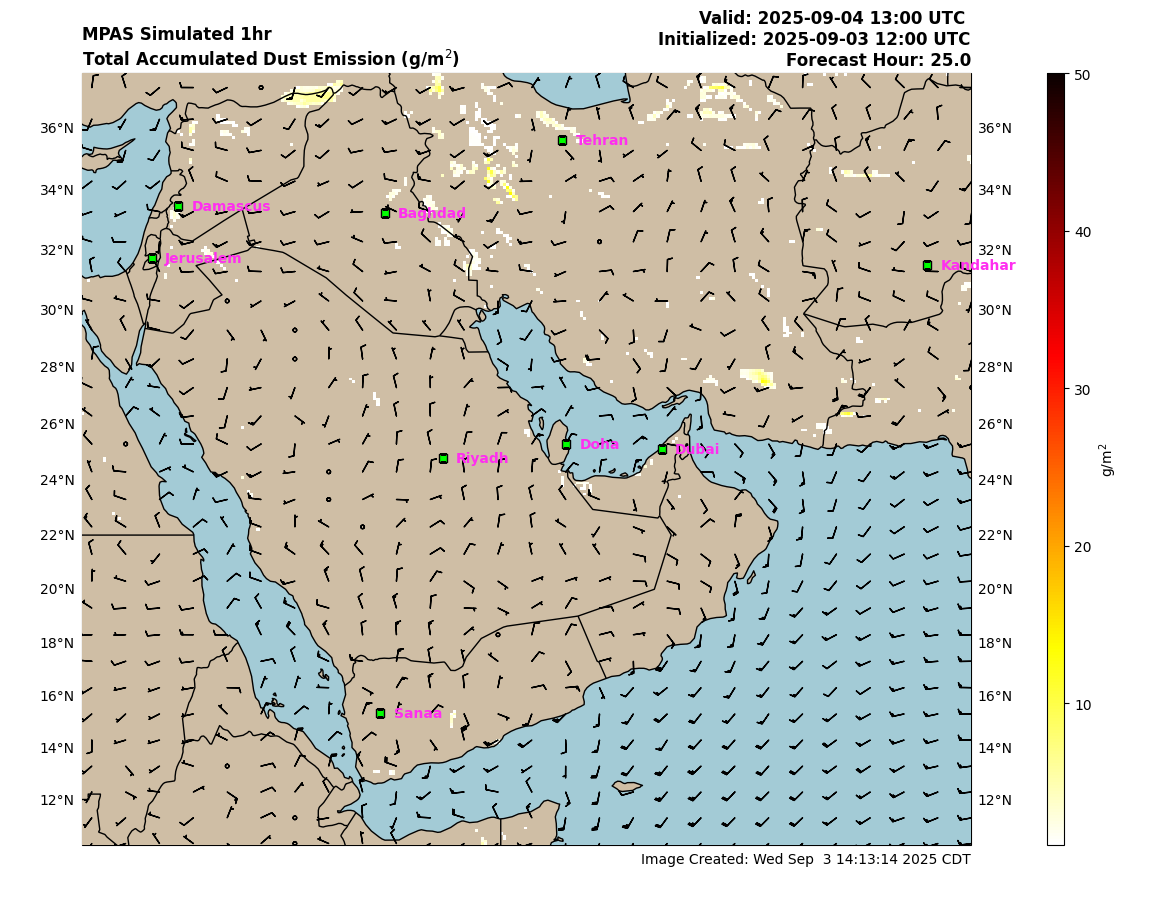 MPAS Simulated 1hr
Total Accumulated Dust Emission (g/m²)
Valid: 2025-09-04 13:00 UTC
Initialized: 2025-09-03 12:00 UTC
Forecast Hour: 25.0
36°N
34°N
32°N
30°N
28°N
26°N
24°N
22°N
20°N
18°N
16°N
14°N
12°N
Tehran
Damascus
Baghdad
Jerusalem
Kandahar
Doha
Dubai
Riyadh
Sanaa
36°N
34°N
32°N
30°N
28°N
26°N
24°N
22°N
20°N
18°N
16°N
14°N
12°N
50
40
30
20
10
g/m²
Image Created: Wed Sep  3 14:13:14 2025 CDT